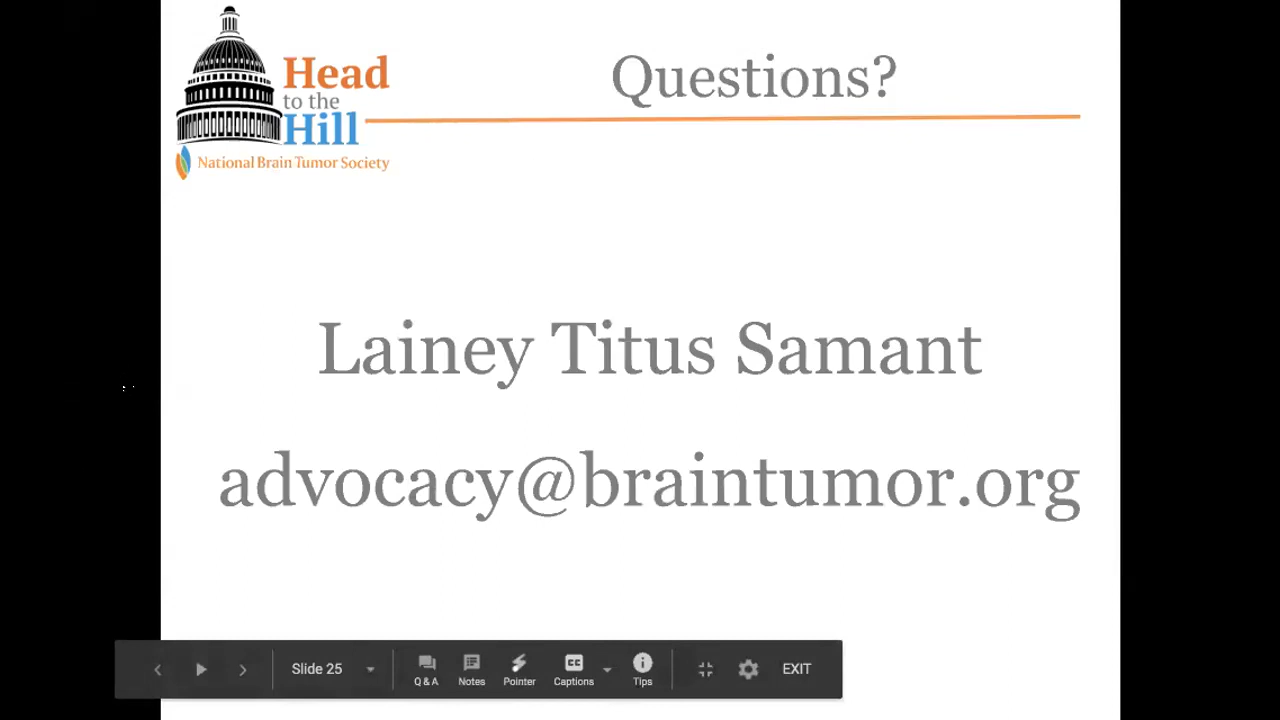 Head
to the
Hill
National Brain Tumor Society
Questions?
Lainey Titus Samant
advocacy@braintumor.org
Slide 25
Q & A
Notes
Pointer
CC
Captions
Tips
EXIT